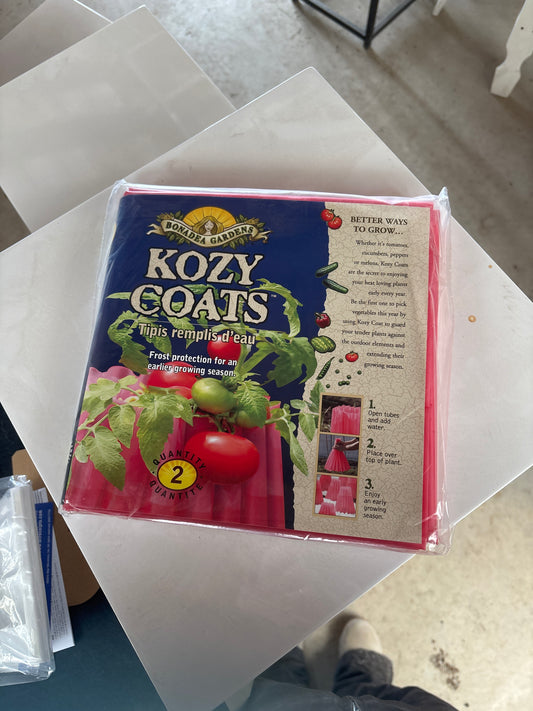 BONADEA GARDENS
KOZY
COATS™
Tipis remplis d'eau
Frost protection for an
earlier growing season.
QUANTITY
2
QUANTITÉ
BETTER WAYS
TO GROW...
Whether it's tomatoes,
cucumbers, peppers
or melons, Kozy Coats
are the secret to enjoying
your heat loving plants
early every year.
Be the first one to pick
vegetables this year by
using Kozy Coat to guard
your tender plants against
the outdoor elements and
extending their
growing season.
1.
Open tubes
and add
water.
2.
Place over
top of plant.
3.
Enjoy
an early
growing
season.